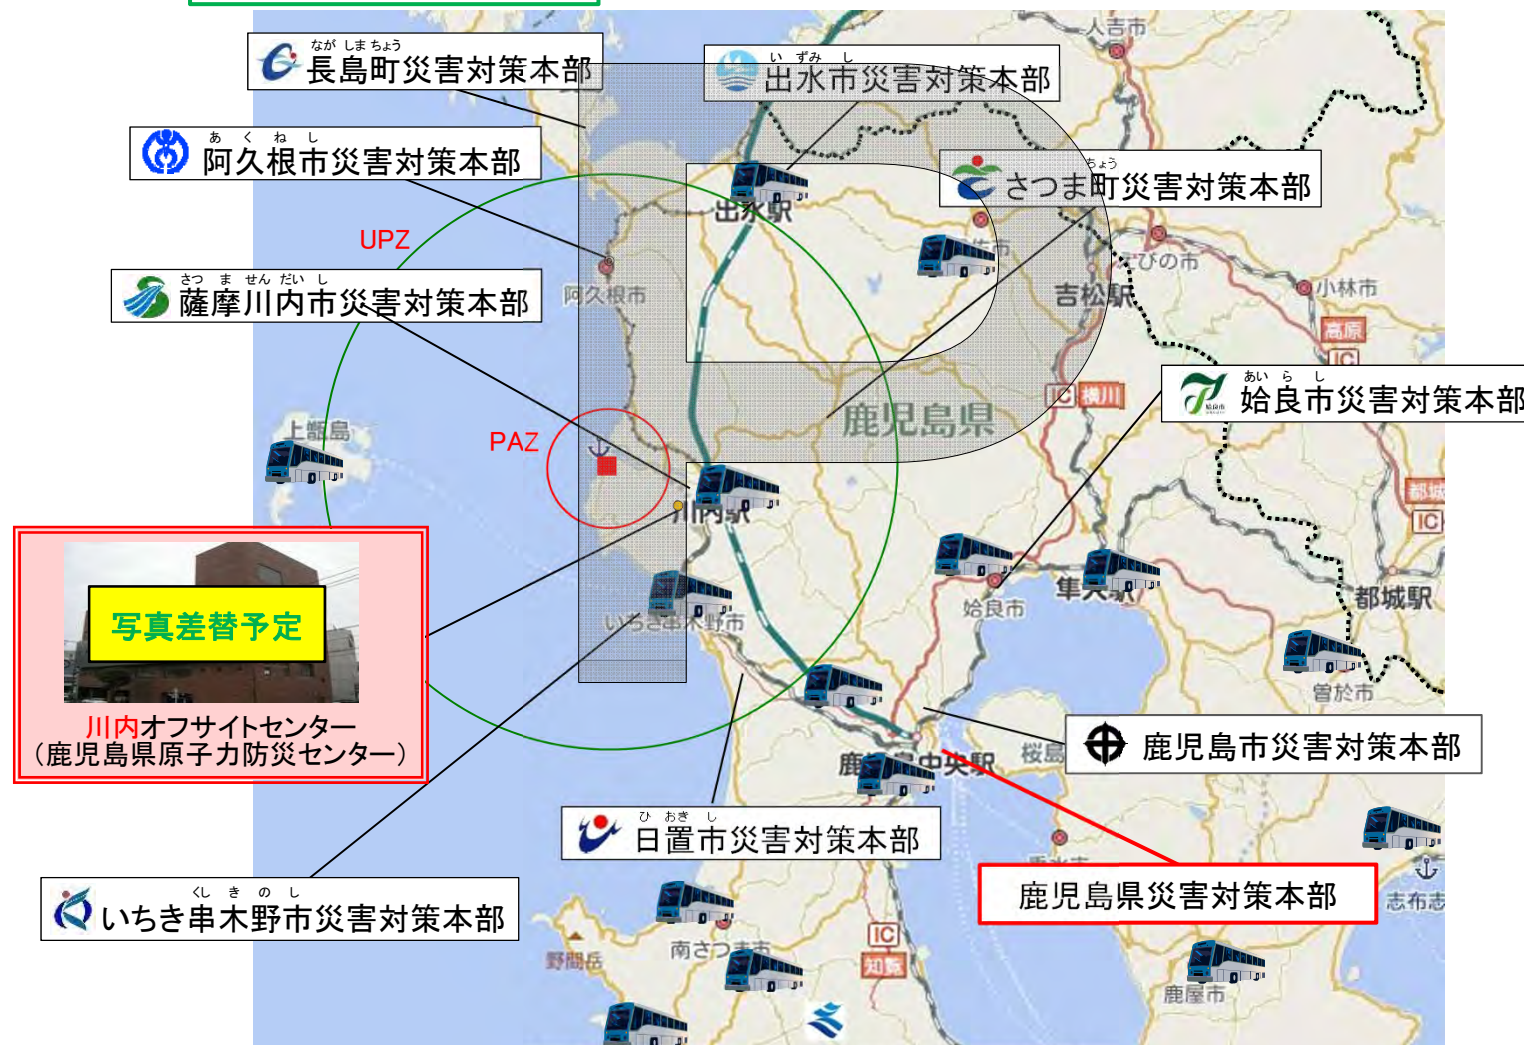 人吉市
なが しま ちょう
長島町災害対策本部
い ずみ し
出水市災害対策本部
あ く ね し
阿久根市災害対策本部
ちょう
さつま町災害対策本部
出水駅
UPZ
えびの市
さつ ま せん だい し
薩摩川内市災害対策本部
阿久根市
吉松駅
小林市
高原
IC
IC
横川
あい ら し
姶良市災害対策本部
鹿児島県
上甑島
PAZ
都城
IC
川内駅
写真差替予定
川内オフサイトセンター
(鹿児島県原子力防災センター)
姶良市
隼人駅
都城駅
いちき串木野市
曽於市
鹿児島市災害対策本部
桜島
鹿児島中央駅
ひ おき し
日置市災害対策本部
鹿児島県災害対策本部
志布志
くし き の し
いちき串木野市災害対策本部
南さつま市
野間岳
IC
知覧
鹿屋市